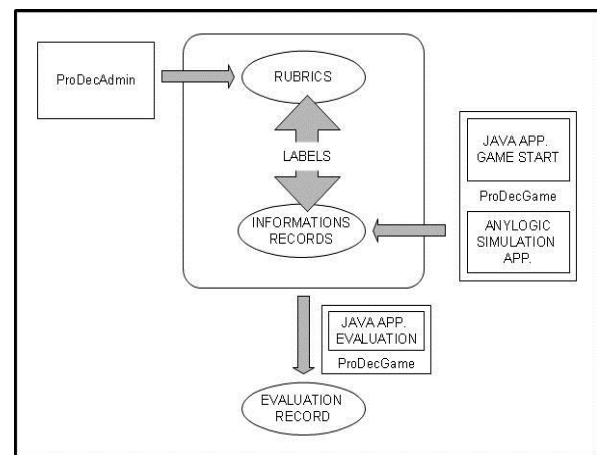 ProDecAdmin
RUBRICS
LABELS
INFORMATIONS
RECORDS
JAVA APP.
GAME START
ProDecGame
ANYLOGIC
SIMULATION
APP.
JAVA APP.
EVALUATION
ProDecGame
EVALUATION
RECORD